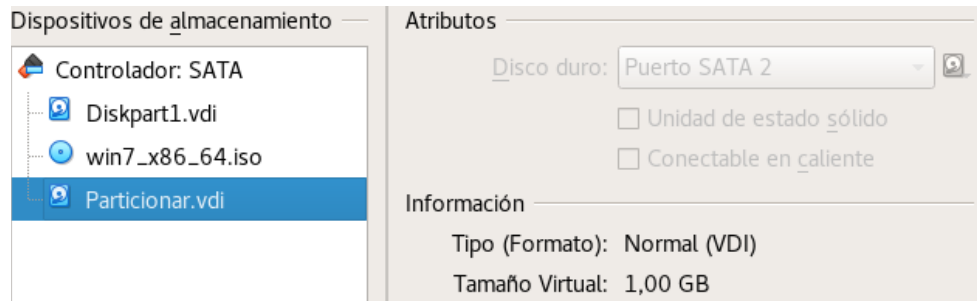 Dispositivos de almacenamiento
Controlador: SATA
Diskpart1.vdi
win7_x86_64.iso
Particionar.vdi
Atributos
Disco duro: Puerto SATA 2
Unidad de estado sólido
Conectable en caliente
Información
Tipo (Formato): Normal (VDI)
Tamaño Virtual: 1,00 GB